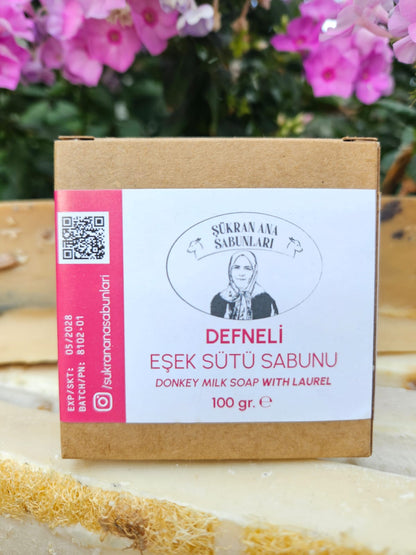 ŞÜKRAN ANA
SABUNLARI
DEFNELİ
EŞEK SÜTÜ SABUNU
DONKEY MILK SOAP WITH LAUREL
100 gr. ℮
EXP/SKT: 05/2028
BATCH/PN: 8102-01
/sukrananasabunlari